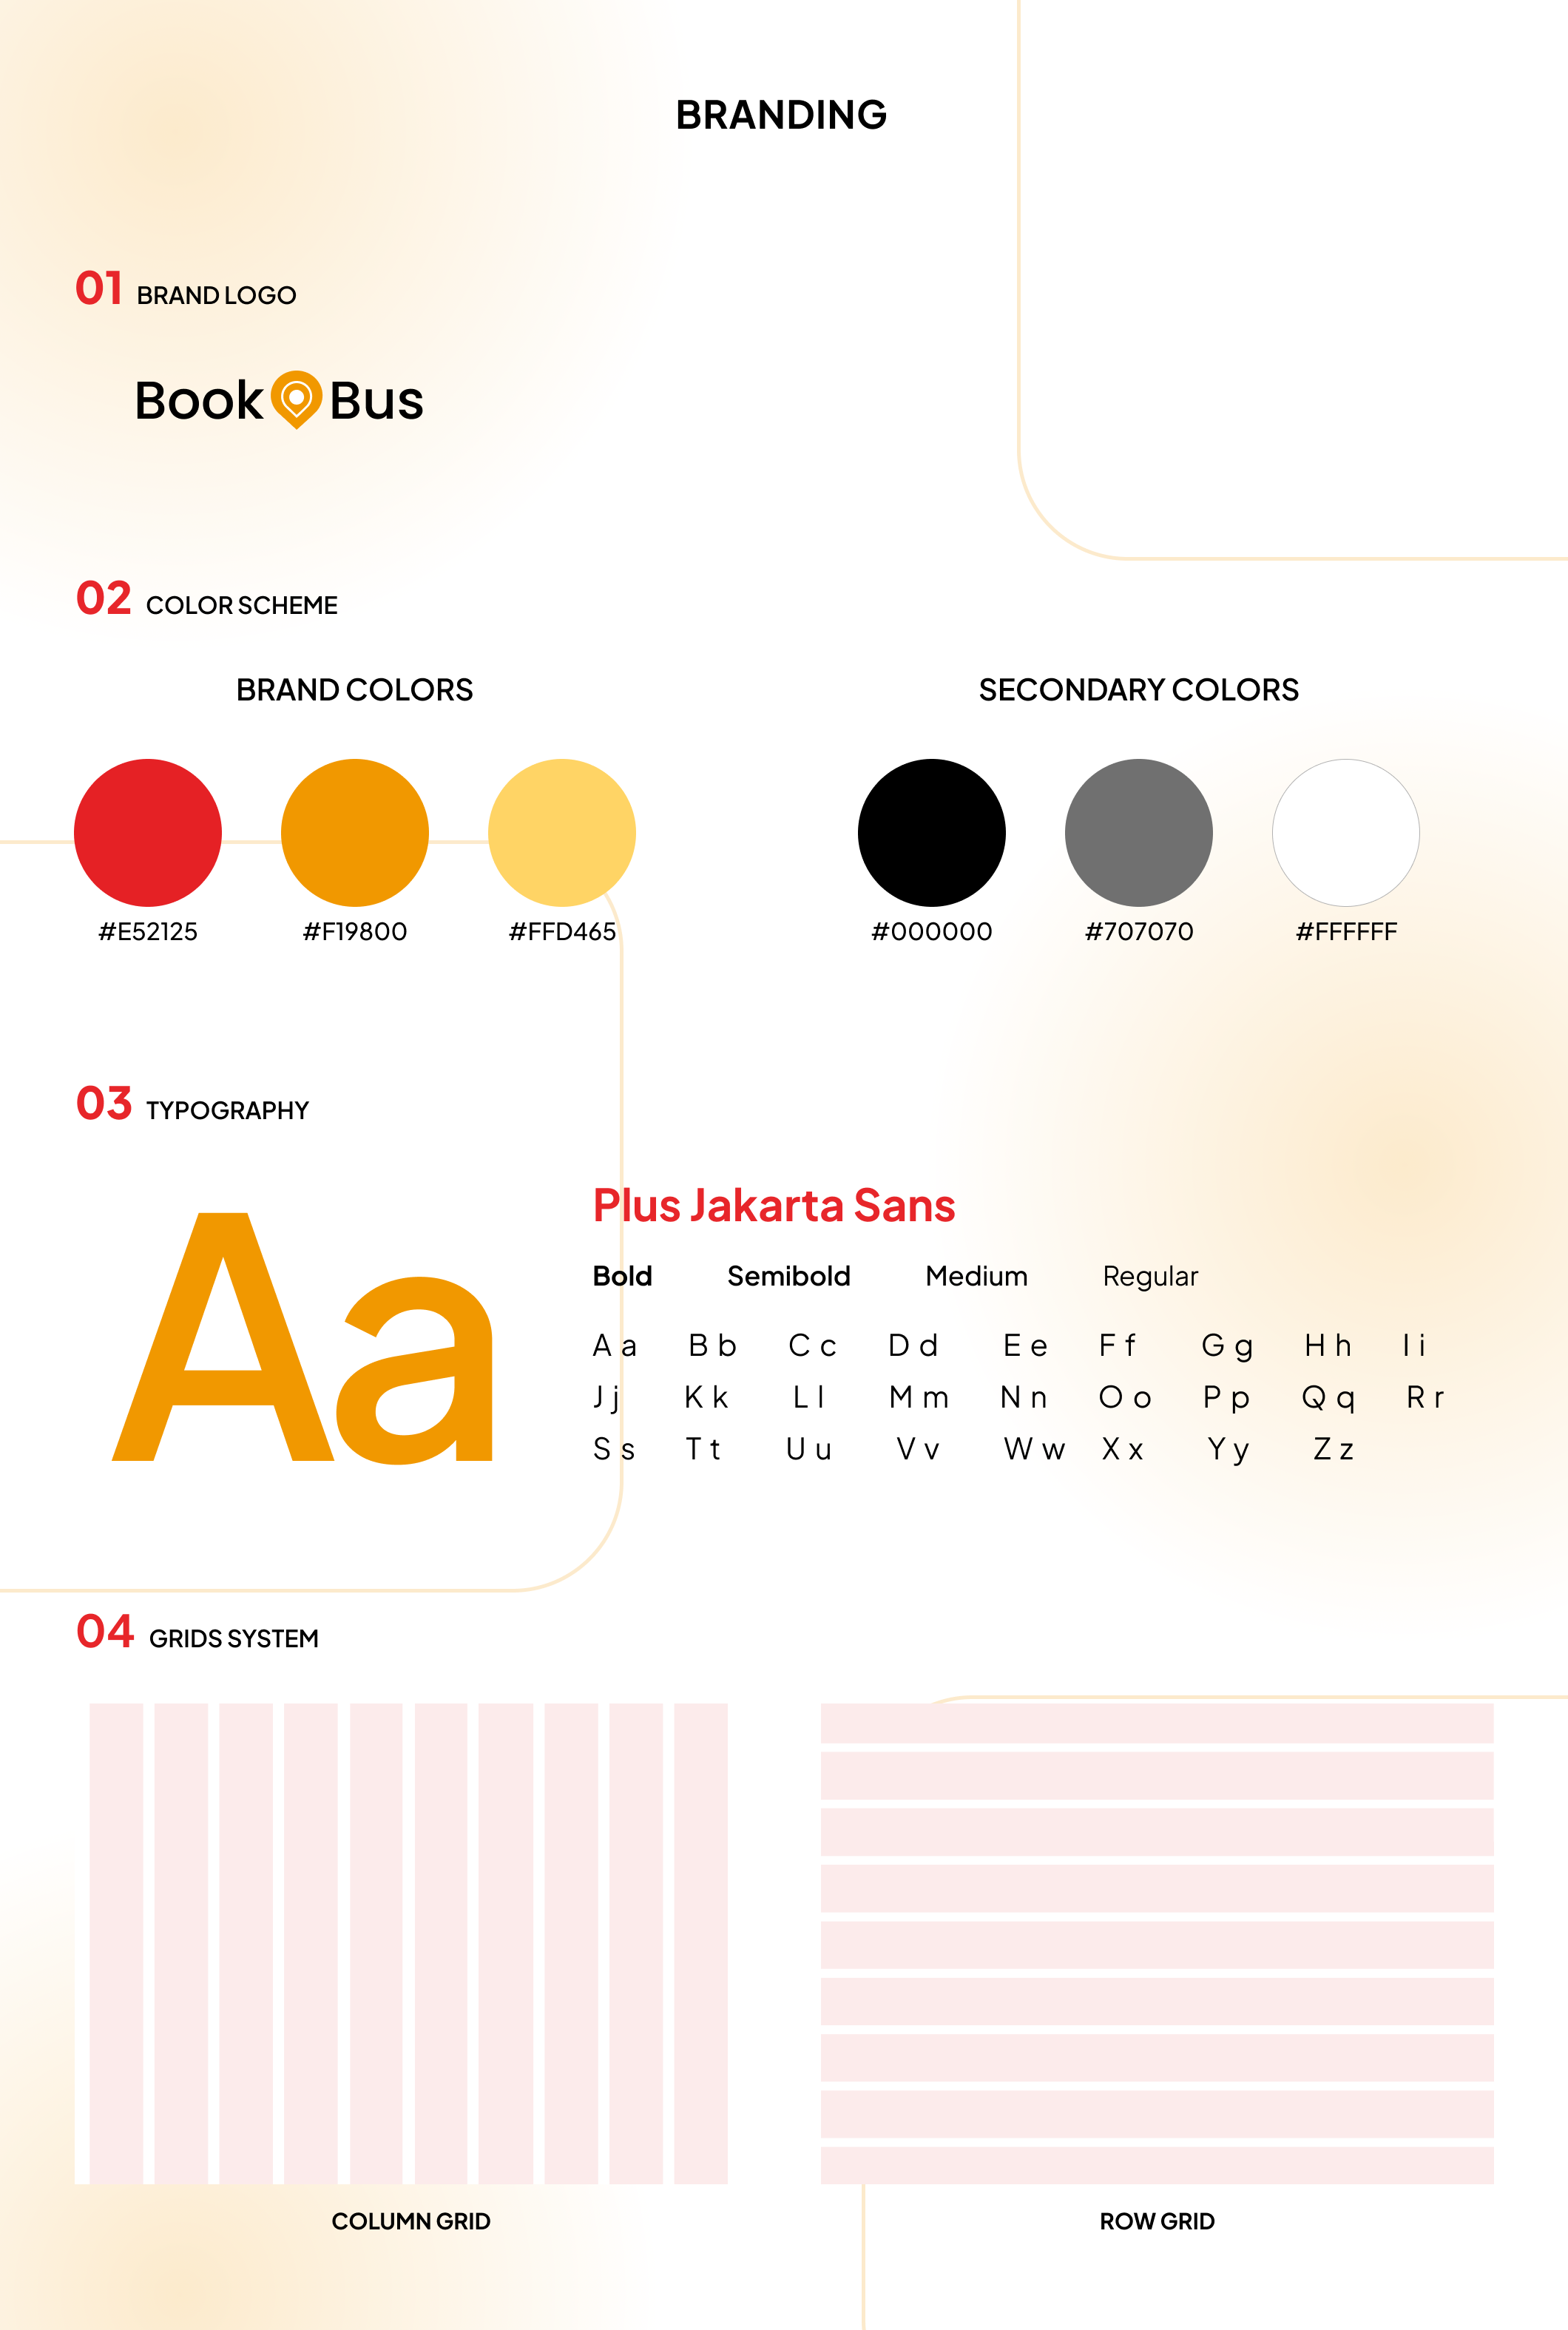 BRANDING
01 BRAND LOGO
Book Bus
02 COLOR SCHEME
BRAND COLORS
#E52125 #F19800 #FFD465
SECONDARY COLORS
#000000 #707070 #FFFFFF
03 TYPOGRAPHY
Aa
Plus Jakarta Sans
Bold Semibold Medium Regular
A a B b C c D d E e F f G g H h I i
J j K k L l M m N n O o P p Q q R r
S s T t U u V v W w X x Y y Z z
04 GRIDS SYSTEM
COLUMN GRID
ROW GRID